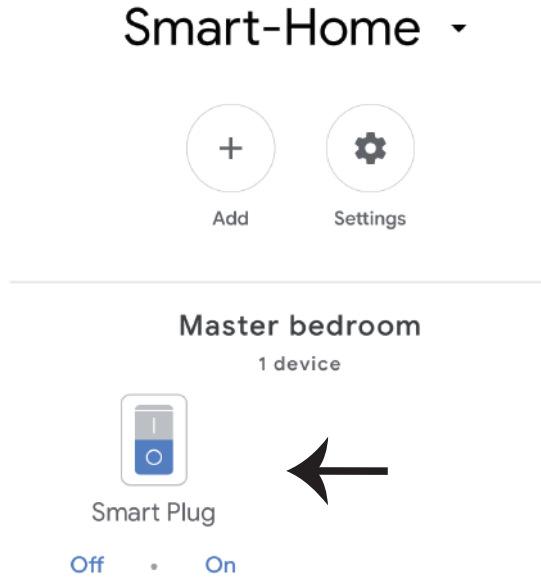 Smart-Home
Add Settings
Master bedroom
1 device
Smart Plug
Off • On